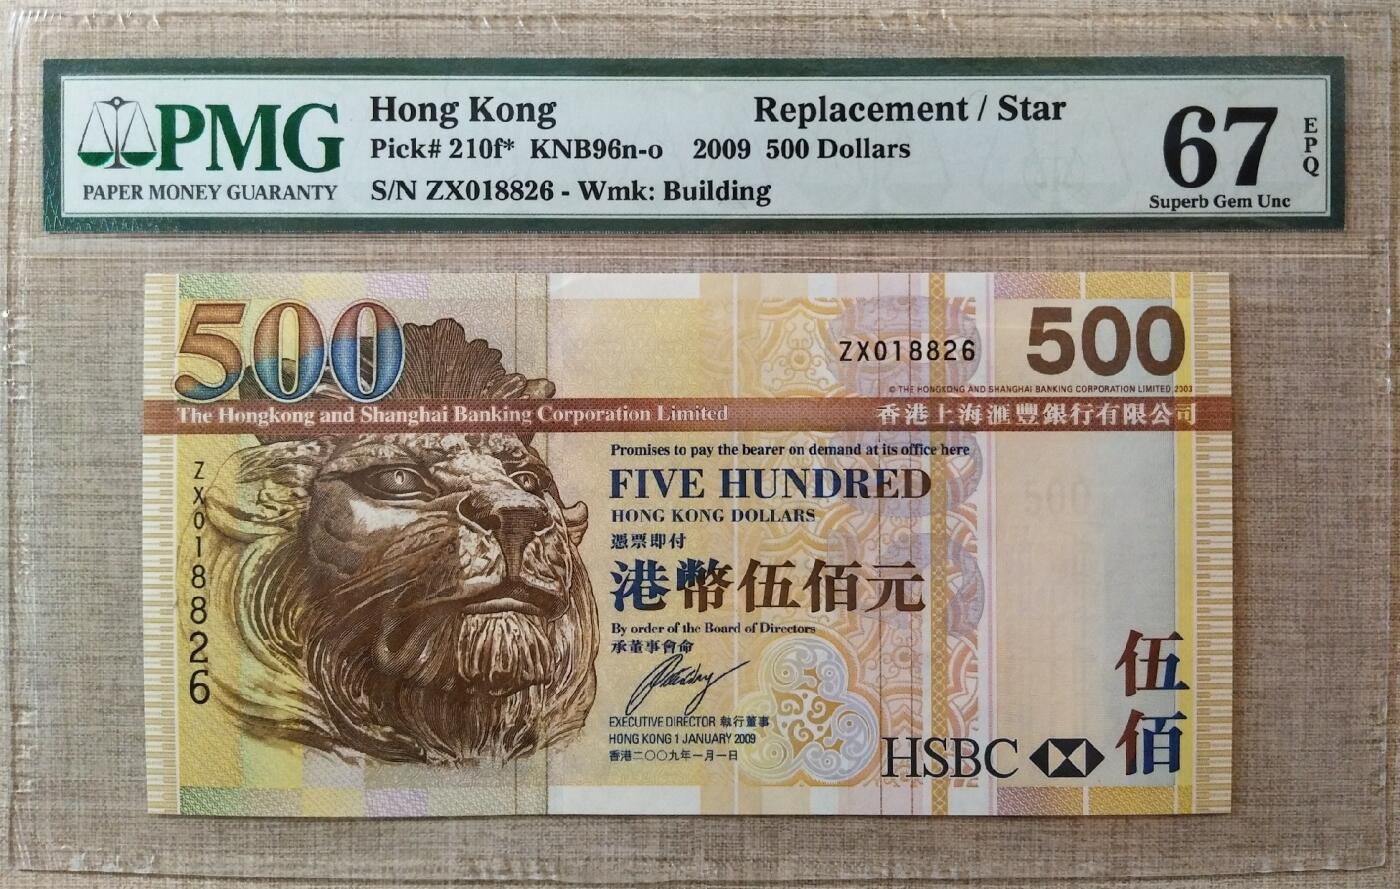 PMG
PAPER MONEY GUARANTY
Hong Kong Replacement / Star
Pick# 210f* KNB96n-o 2009 500 Dollars
S/N ZX018826 - Wmk: Building
67
EPQ
Superb Gem Unc
500
500
ZX018826
© THE HONGKONG AND SHANGHAI BANKING CORPORATION LIMITED 2003
The Hongkong and Shanghai Banking Corporation Limited 香港上海滙豐銀行有限公司
ZX018826
Promises to pay the bearer on demand at its office here
FIVE HUNDRED
HONG KONG DOLLARS
憑票即付
港幣伍佰元
By order of the Board of Directors
承董事會命
EXECUTIVE DIRECTOR 執行董事
HONG KONG 1 JANUARY 2009
香港二〇〇九年一月一日
500
伍佰
HSBC